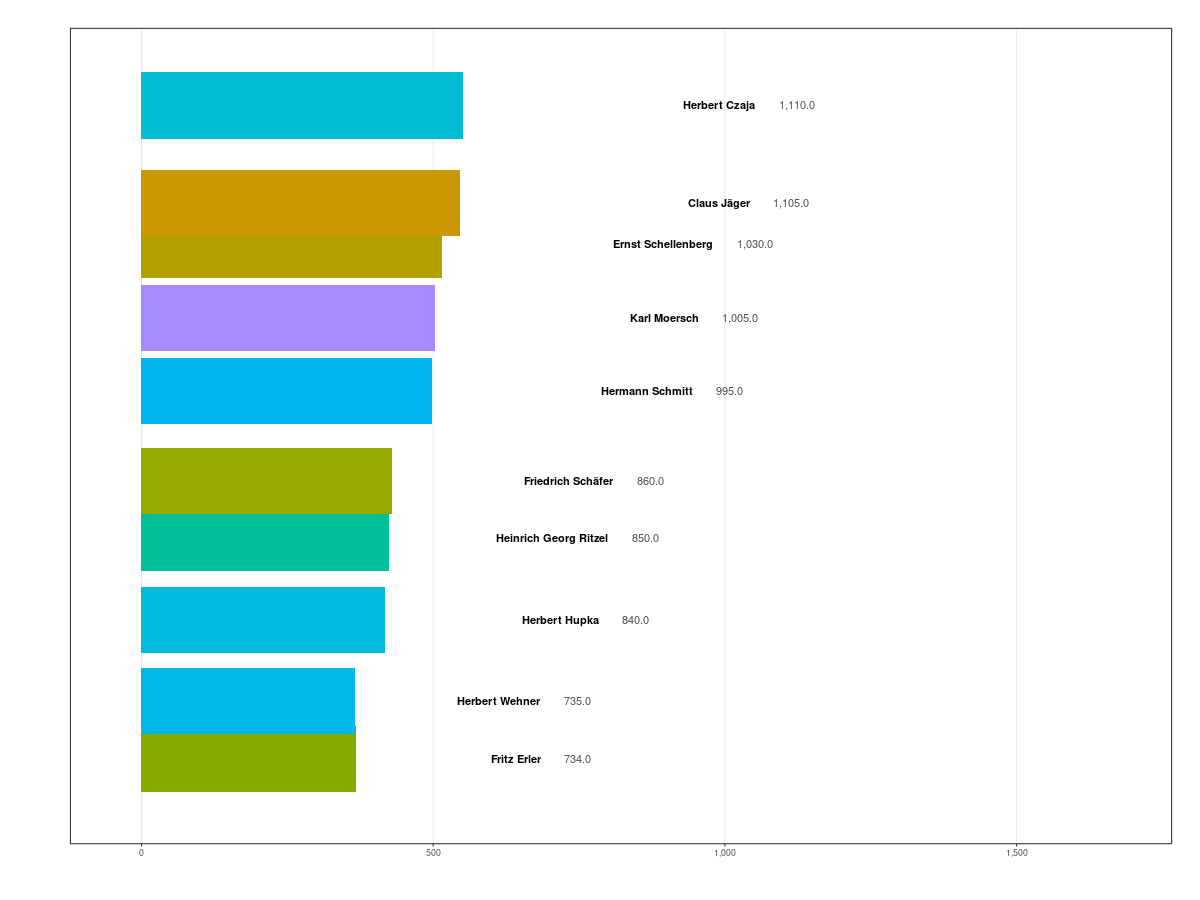 Herbert Czaja 1,110.0
Claus Jäger 1,105.0
Ernst Schellenberg 1,030.0
Karl Moersch 1,005.0
Hermann Schmitt 995.0
Friedrich Schäfer 860.0
Heinrich Georg Ritzel 850.0
Herbert Hupka 840.0
Herbert Wehner 735.0
Fritz Erler 734.0
0 500 1,000 1,500